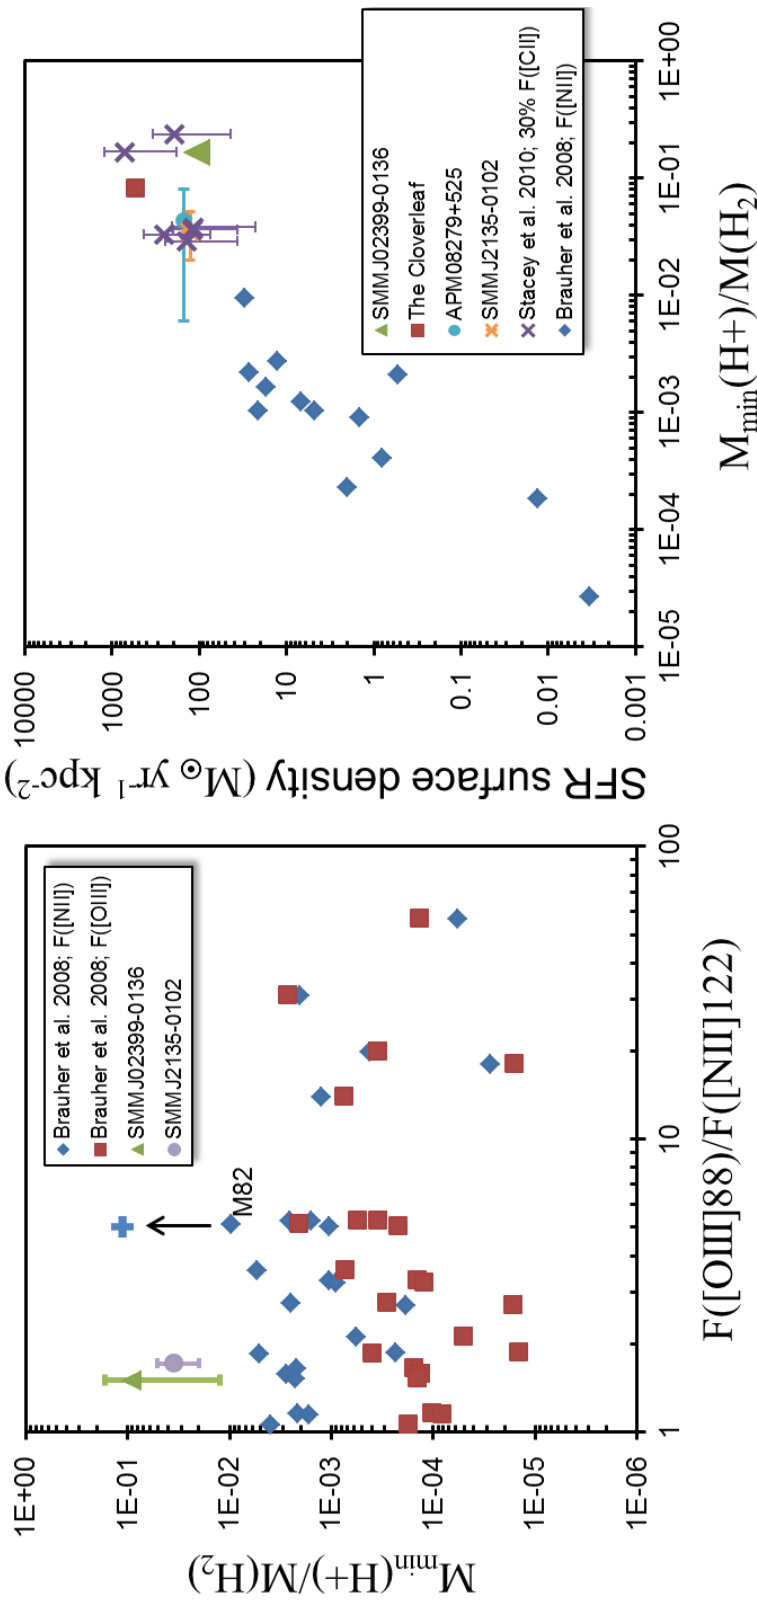 1E+00
1E-01
1E-02
1E-03
1E-04
1E-05
1E-06
M_min(H+)/M(H₂)
1
10
100
F([OIII]88)/F([NII]122)
Brauher et al. 2008; F([NII])
Brauher et al. 2008; F([OIII])
SMMJ02399-0136
SMMJ2135-0102
M82
10000
1000
100
10
1
0.1
0.01
0.001
SFR surface density (M⊙ yr⁻¹ kpc⁻²)
1E-05
1E-04
1E-03
1E-02
1E-01
1E+00
M_min(H+)/M(H₂)
SMMJ02399-0136
The Cloverleaf
APM08279+525
SMMJ2135-0102
Stacey et al. 2010; 30% F([CII])
Brauher et al. 2008; F([NII])